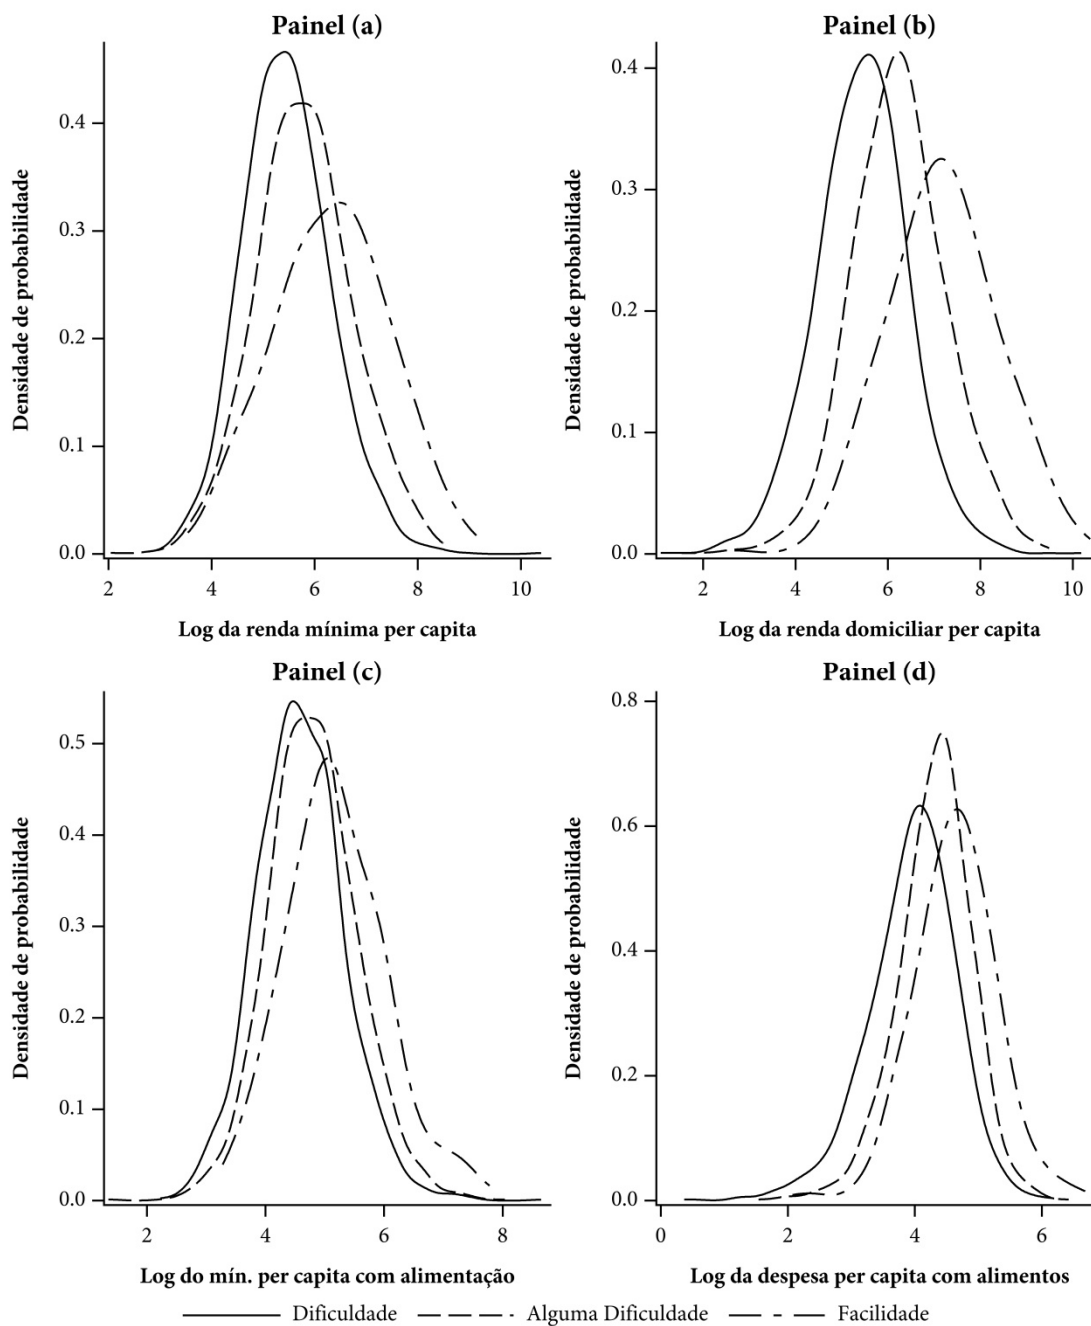 Painel (a)
Densidade de probabilidade
0.4
0.3
0.2
0.1
0.0
2 4 6 8 10
Log da renda mínima per capita
Painel (b)
Densidade de probabilidade
0.4
0.3
0.2
0.1
0.0
2 4 6 8 10
Log da renda domiciliar per capita
Painel (c)
Densidade de probabilidade
0.5
0.4
0.3
0.2
0.1
0.0
2 4 6 8
Log do mín. per capita com alimentação
Painel (d)
Densidade de probabilidade
0.8
0.6
0.4
0.2
0.0
0 2 4 6
Log da despesa per capita com alimentos
Dificuldade Alguma Dificuldade Facilidade